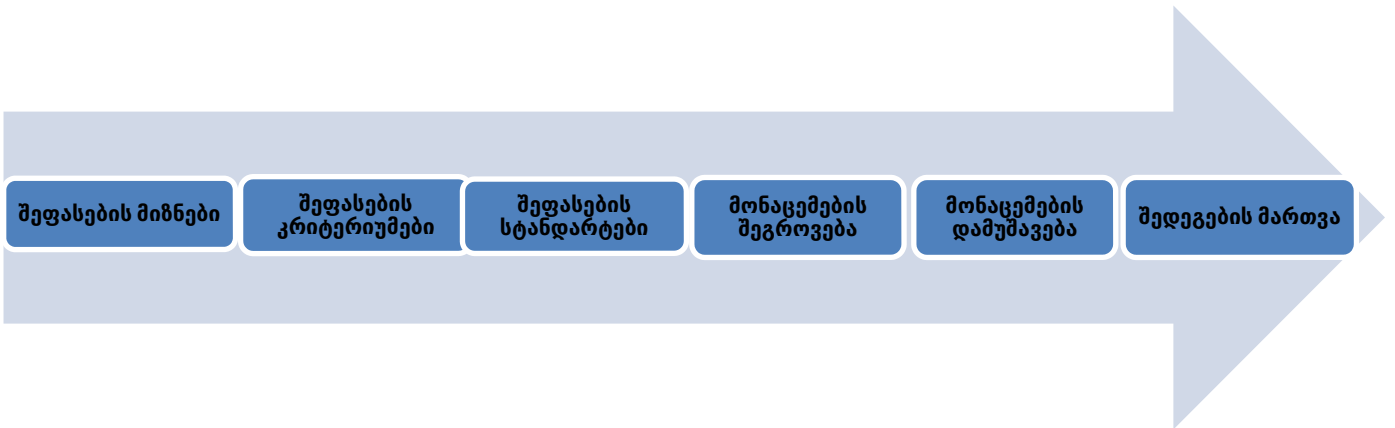 შეფასების მიზნები
შეფასების
კრიტერიუმები
შეფასების
სტანდარტები
მონაცემების
შეგროვება
მონაცემების
დამუშავება
შედეგების მართვა